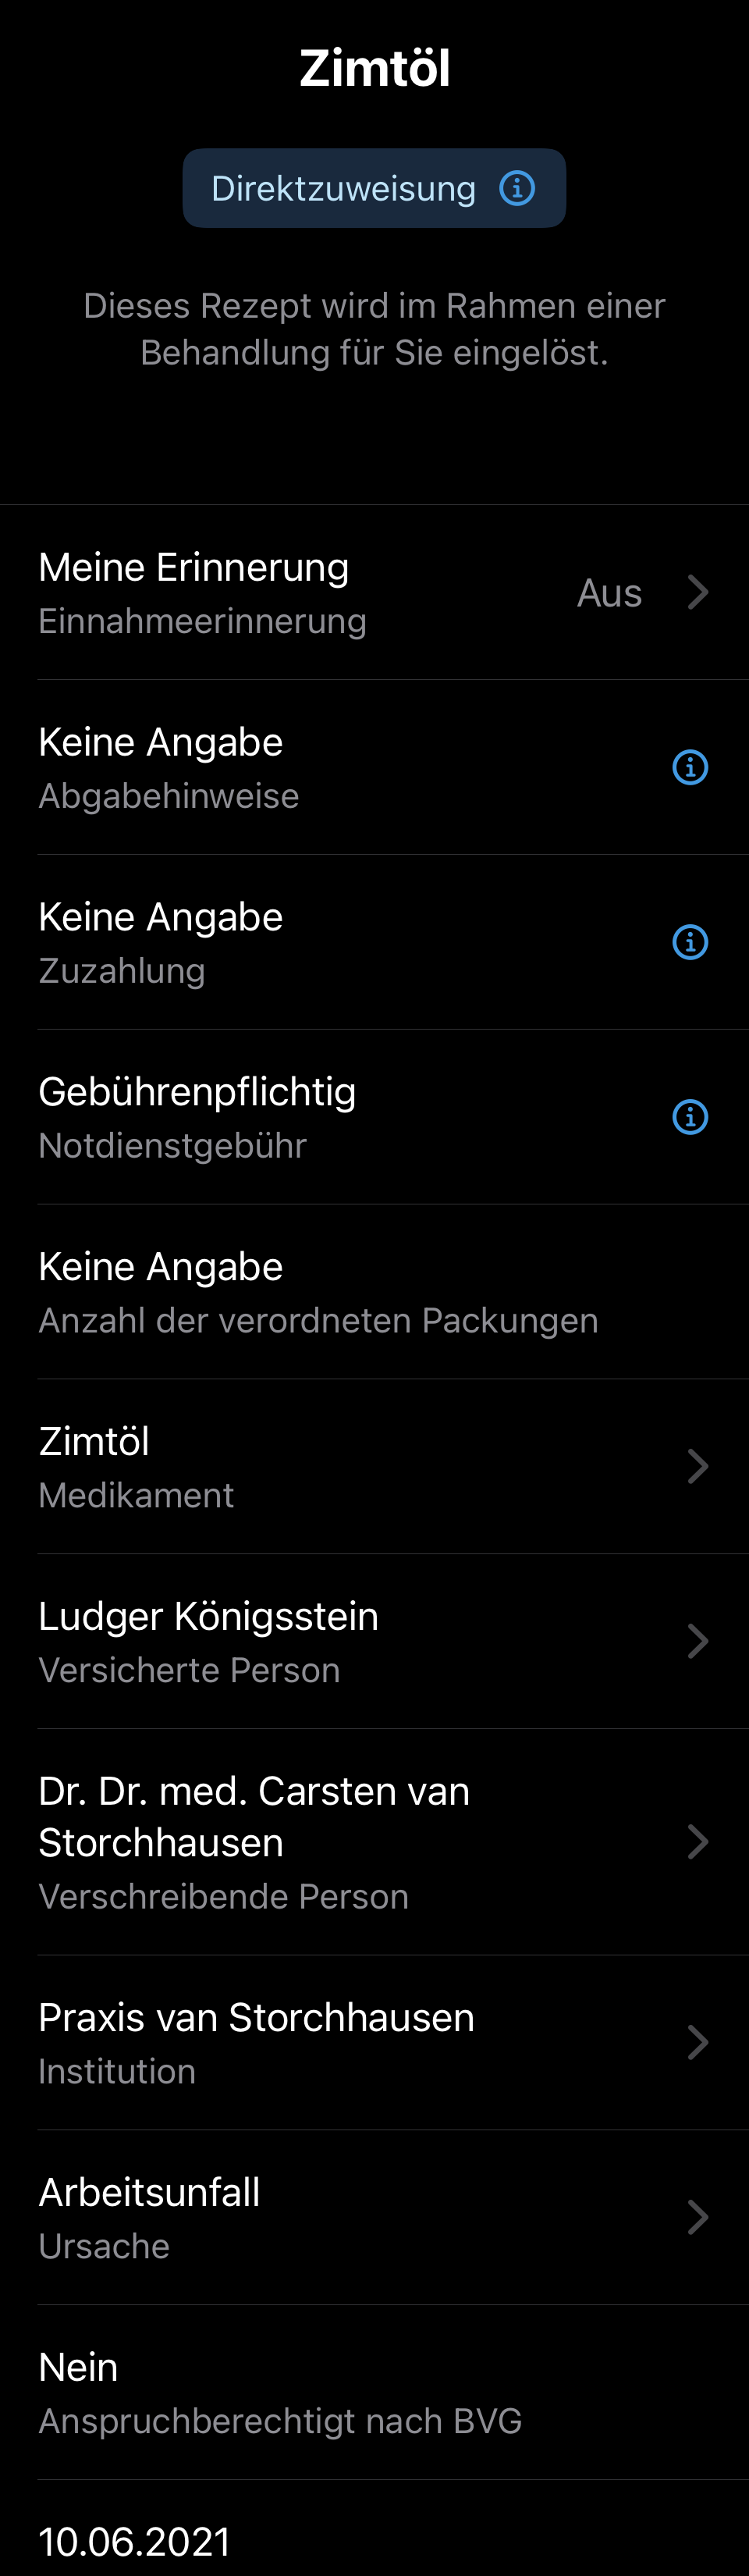 Zimtöl
Direktzuweisung
Dieses Rezept wird im Rahmen einer
Behandlung für Sie eingelöst.
Meine Erinnerung
Einnahmeerinnerung
Aus
Keine Angabe
Abgabehinweise
Keine Angabe
Zuzahlung
Gebührenpflichtig
Notdienstgebühr
Keine Angabe
Anzahl der verordneten Packungen
Zimtöl
Medikament
Ludger Königsstein
Versicherte Person
Dr. Dr. med. Carsten van
Storchhausen
Verschreibende Person
Praxis van Storchhausen
Institution
Arbeitsunfall
Ursache
Nein
Anspruchberechtigt nach BVG
10.06.2021